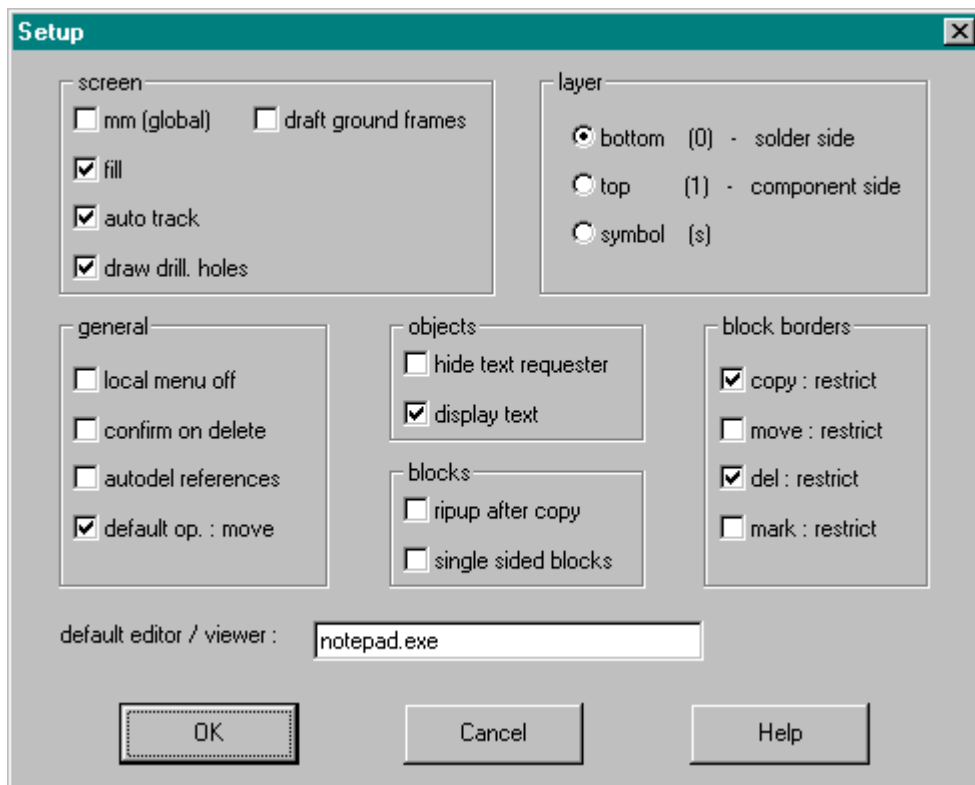 Setup
screen
mm (global) draft ground frames
fill
auto track
draw drill. holes
layer
bottom (0) - solder side
top (1) - component side
symbol (s)
general
local menu off
confirm on delete
autodel references
default op. : move
objects
hide text requester
display text
blocks
ripup after copy
single sided blocks
block borders
copy : restrict
move : restrict
del : restrict
mark : restrict
default editor / viewer : notepad.exe
OK Cancel Help